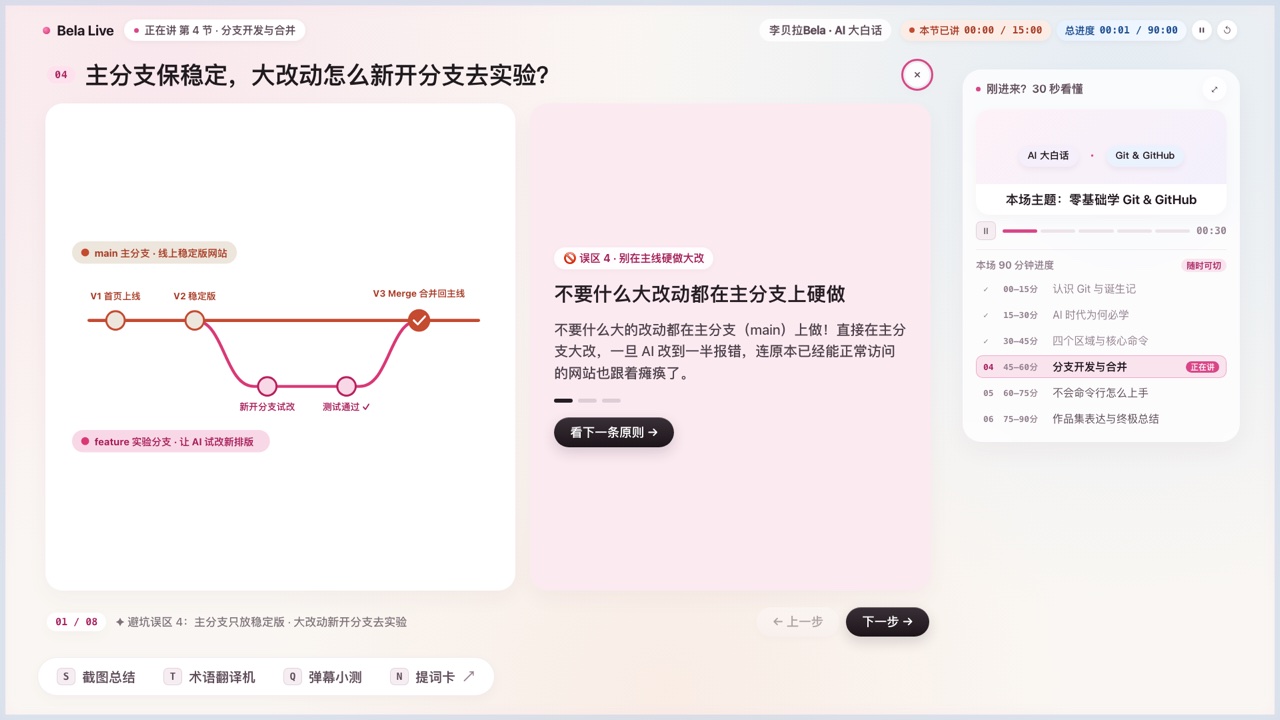 Bela Live
正在讲 第 4 节 · 分支开发与合并
李贝拉Bela · AI 大白话
本节已讲 00:00 / 15:00
总进度 00:01 / 90:00
04 主分支保稳定，大改动怎么新开分支去实验？
main 主分支 · 线上稳定版网站
V1 首页上线
V2 稳定版
V3 Merge 合并回主线
新开分支试改
测试通过 ✓
feature 实验分支 · 让 AI 试改新排版
🚫 误区 4 · 别在主线硬做大改
不要什么大改动都在主分支上硬做
不要什么大的改动都在主分支（main）上做！直接在主分
支大改，一旦 AI 改到一半报错，连原本已经能正常访问
的网站也跟着瘫痪了。
看下一条原则 →
01 / 08
✦ 避坑误区 4：主分支只放稳定版 · 大改动新开分支去实验
← 上一步
下一步 →
S 截图总结
T 术语翻译机
Q 弹幕小测
N 提词卡 ↗
刚进来？30 秒看懂
AI 大白话 · Git & GitHub
本场主题：零基础学 Git & GitHub
00:30
本场 90 分钟进度
随时可切
✓ 00–15分 认识 Git 与诞生记
✓ 15–30分 AI 时代为何必学
✓ 30–45分 四个区域与核心命令
04 45–60分 分支开发与合并 正在讲
05 60–75分 不会命令行怎么上手
06 75–90分 作品集表达与终极总结